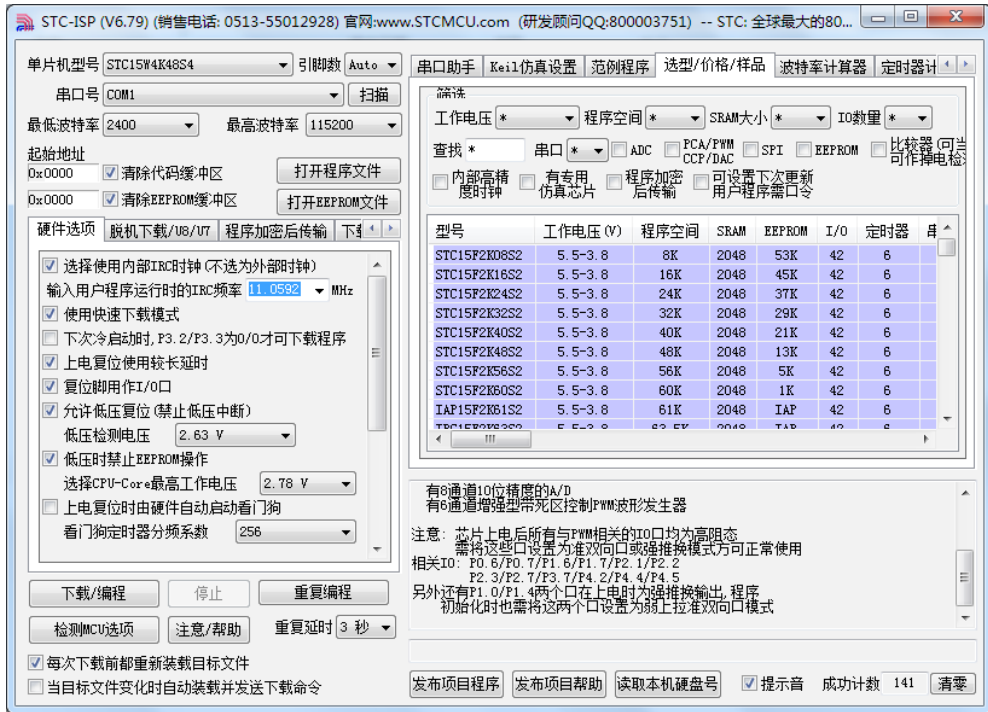 STC-ISP (V6.79) (销售电话: 0513-55012928) 官网:www.STCMCU.com (研发顾问QQ:800003751) -- STC: 全球最大的80...
单片机型号 STC15W4K48S4 引脚数 Auto
串口号 COM1 扫描
最低波特率 2400 最高波特率 115200
起始地址
0x0000 清除代码缓冲区 打开程序文件
0x0000 清除EEPROM缓冲区 打开EEPROM文件
硬件选项 脱机下载/U8/U7 程序加密后传输
选择使用内部IRC时钟(不选为外部时钟)
输入用户程序运行时的IRC频率 11.0592 MHz
使用快速下载模式
下次冷启动时,P3.2/P3.3为0/0才可下载程序
上电复位使用较长延时
复位脚用作I/O口
允许低压复位(禁止低压中断)
低压检测电压 2.63 V
低压时禁止EEPROM操作
选择CPU-Core最高工作电压 2.78 V
上电复位时由硬件自动启动看门狗
看门狗定时器分频系数 256
下载/编程 停止 重复编程
检测MCU选项 注意/帮助 重复延时 3 秒
每次下载前都重新装载目标文件
当目标文件变化时自动装载并发送下载命令
串口助手 Keil仿真设置 范例程序 选型/价格/样品 波特率计算器 定时器计
筛选
工作电压 * 程序空间 * SRAM大小 * IO数量 *
查找 * 串口 * ADC PCA/PWM CCP/DAC SPI EEPROM 比较器(可当 可作掉电检
内部高精度时钟 有专用仿真芯片 程序加密后传输 可设置下次更新用户程序需口令
型号 工作电压(V) 程序空间 SRAM EEPROM I/O 定时器 串
STC15F2K08S2 5.5-3.8 8K 2048 53K 42 6
STC15F2K16S2 5.5-3.8 16K 2048 45K 42 6
STC15F2K24S2 5.5-3.8 24K 2048 37K 42 6
STC15F2K32S2 5.5-3.8 32K 2048 29K 42 6
STC15F2K40S2 5.5-3.8 40K 2048 21K 42 6
STC15F2K48S2 5.5-3.8 48K 2048 13K 42 6
STC15F2K56S2 5.5-3.8 56K 2048 5K 42 6
STC15F2K60S2 5.5-3.8 60K 2048 1K 42 6
IAP15F2K61S2 5.5-3.8 61K 2048 IAP 42 6
有8通道10位精度的A/D
有6通道增强型带死区控制PWM波形发生器
注意: 芯片上电后所有与PWM相关的IO口均为高阻态
需将这些口设置为准双向口或强推换模式方可正常使用
相关IO: P0.6/P0.7/P1.6/P1.7/P2.1/P2.2
P2.3/P2.7/P3.7/P4.2/P4.4/P4.5
另外还有P1.0/P1.4两个口在上电时为强推换输出,程序
初始化时也需将这两个口设置为弱上拉准双向口模式
发布项目程序 发布项目帮助 读取本机硬盘号 提示音 成功计数 141 清零